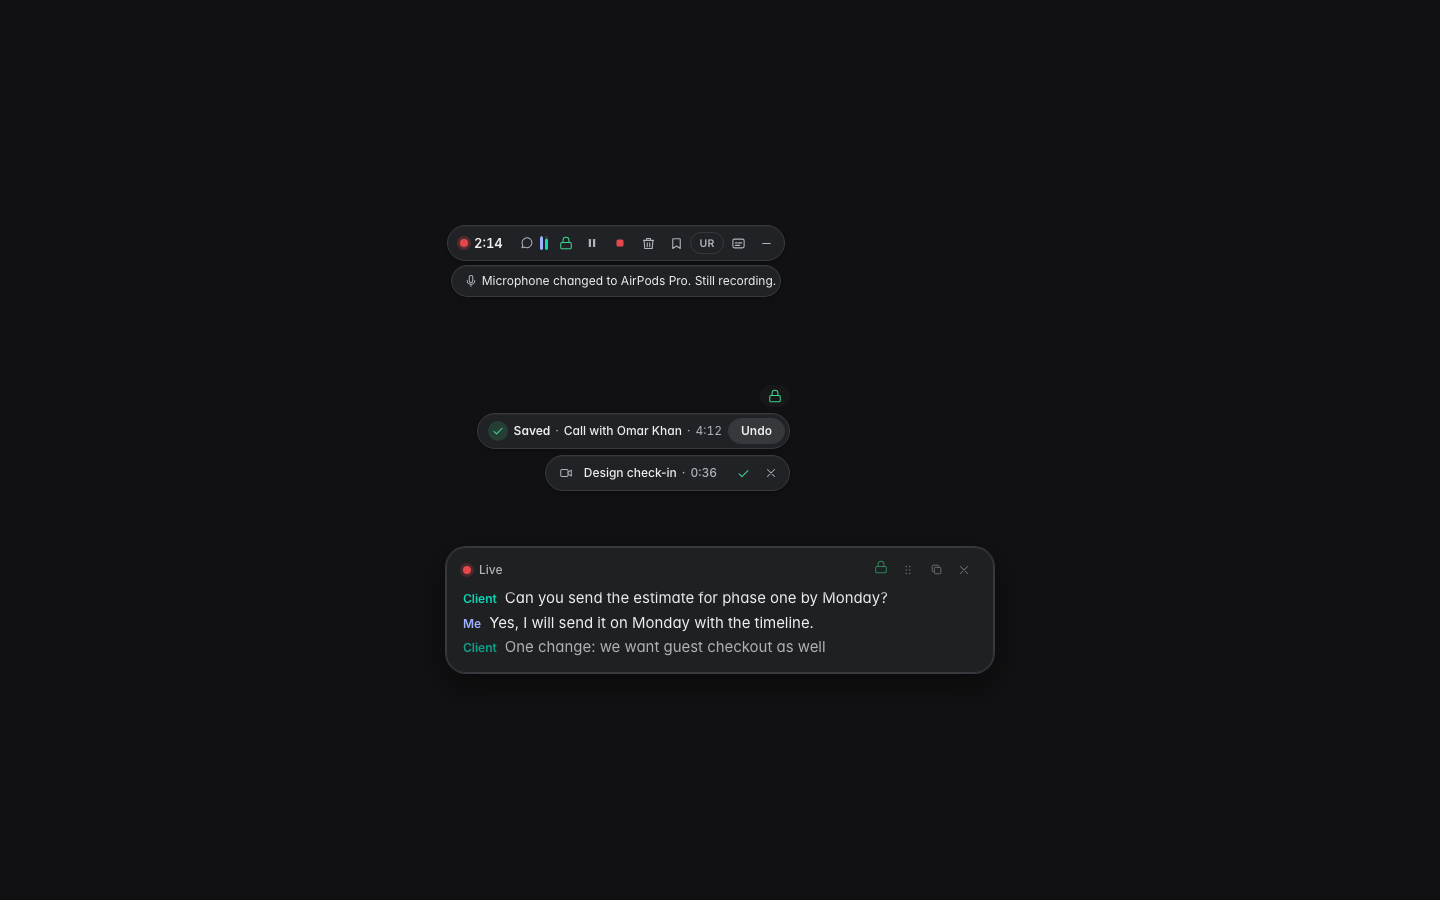 2:14 UR
Microphone changed to AirPods Pro. Still recording.
Saved · Call with Omar Khan · 4:12 Undo
Design check-in · 0:36
Live
Client Can you send the estimate for phase one by Monday?
Me Yes, I will send it on Monday with the timeline.
Client One change: we want guest checkout as well